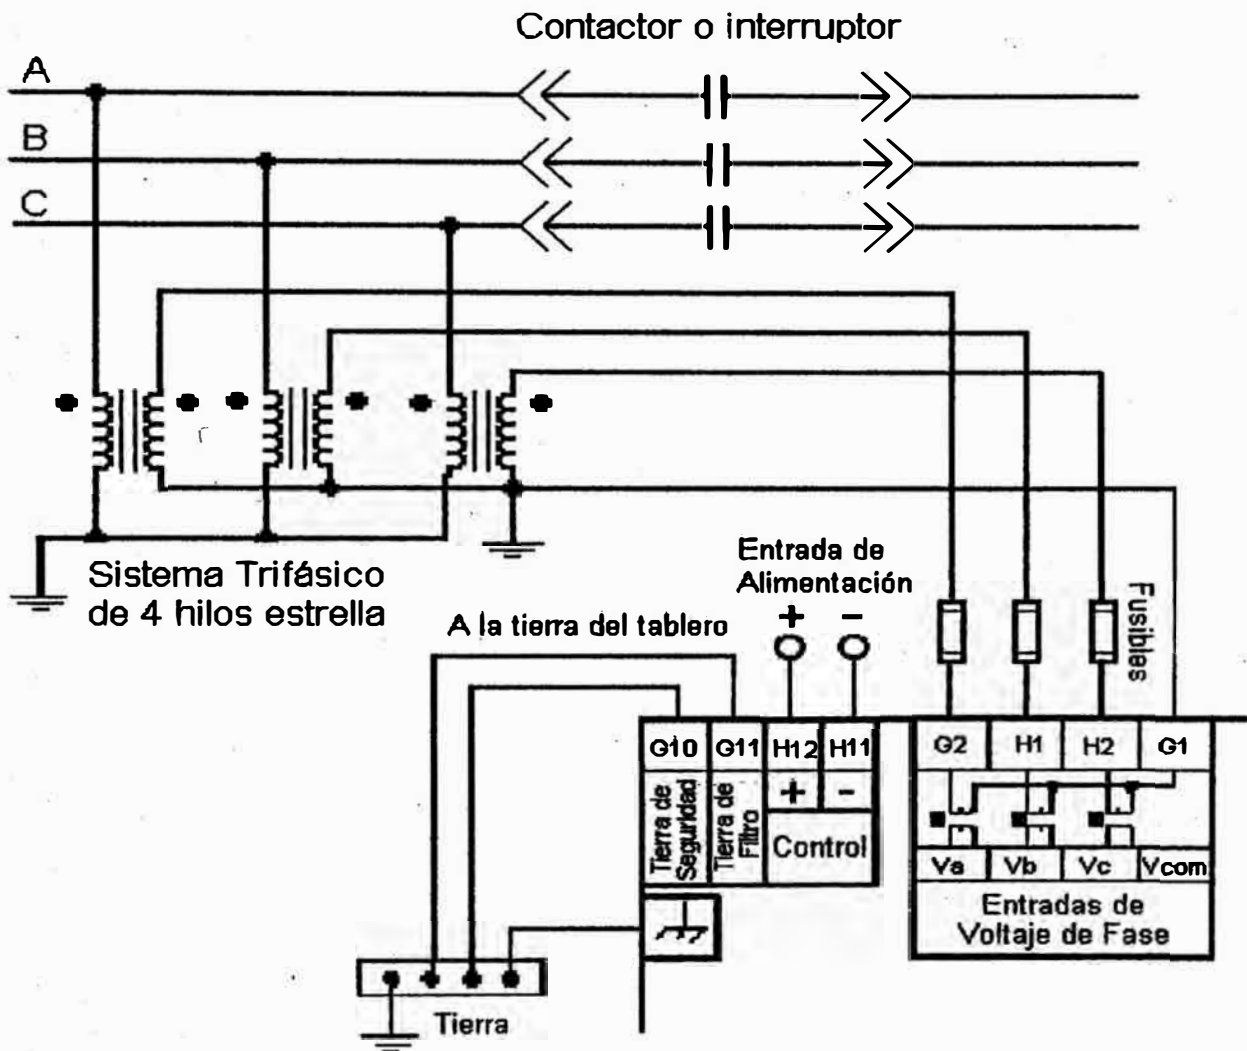 Contactor o interruptor
A
B
C
Sistema Trifásico
de 4 hilos estrella
Entrada de
Alimentación
+ -
A la tierra del tablero
Fusibles
G10 G11 H12 H11
Tierra de
Seguridad
Tierra de
Filtro
+ -
Control
G2 H1 H2 G1
Va Vb Vc Vcom
Entradas de
Voltaje de Fase
Tierra